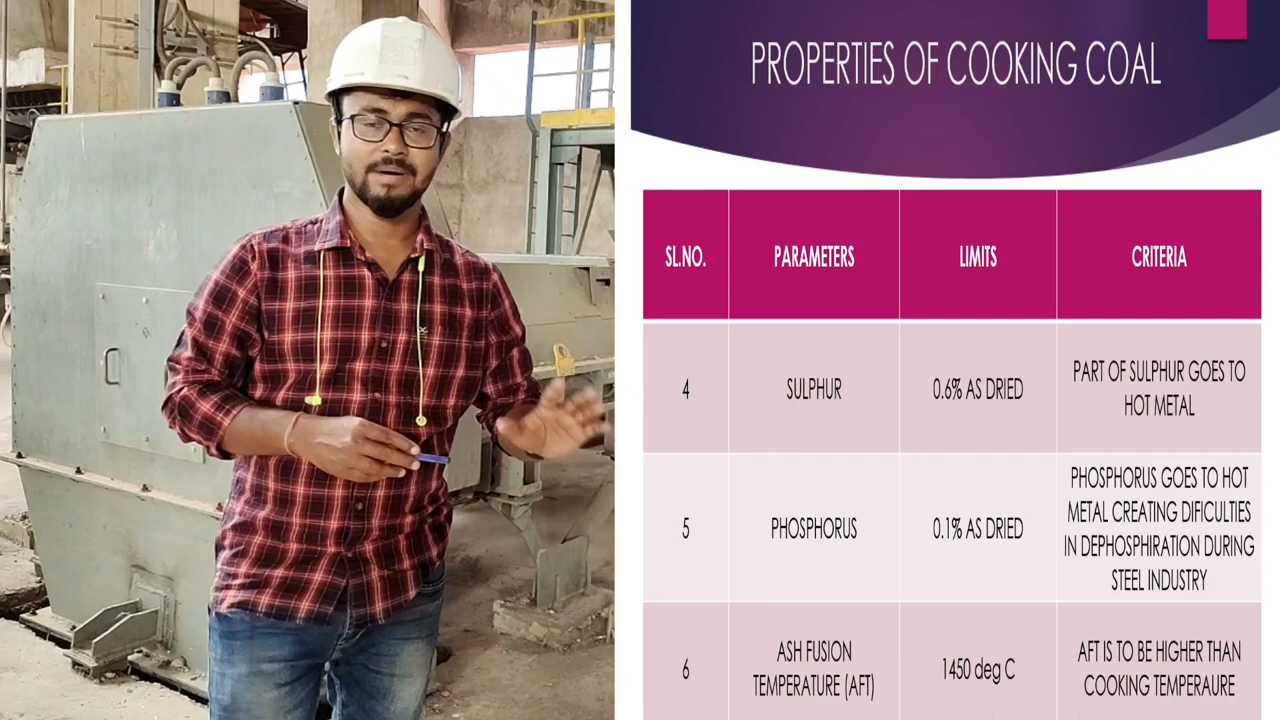 PROPERTIES OF COOKING COAL
SL.NO. PARAMETERS LIMITS CRITERIA
4 SULPHUR 0.6% AS DRIED PART OF SULPHUR GOES TO
HOT METAL
5 PHOSPHORUS 0.1% AS DRIED PHOSPHORUS GOES TO HOT
METAL CREATING DIFICULTIES
IN DEPHOSPHIRATION DURING
STEEL INDUSTRY
6 ASH FUSION
TEMPERATURE (AFT) 1450 deg C AFT IS TO BE HIGHER THAN
COOKING TEMPERAURE